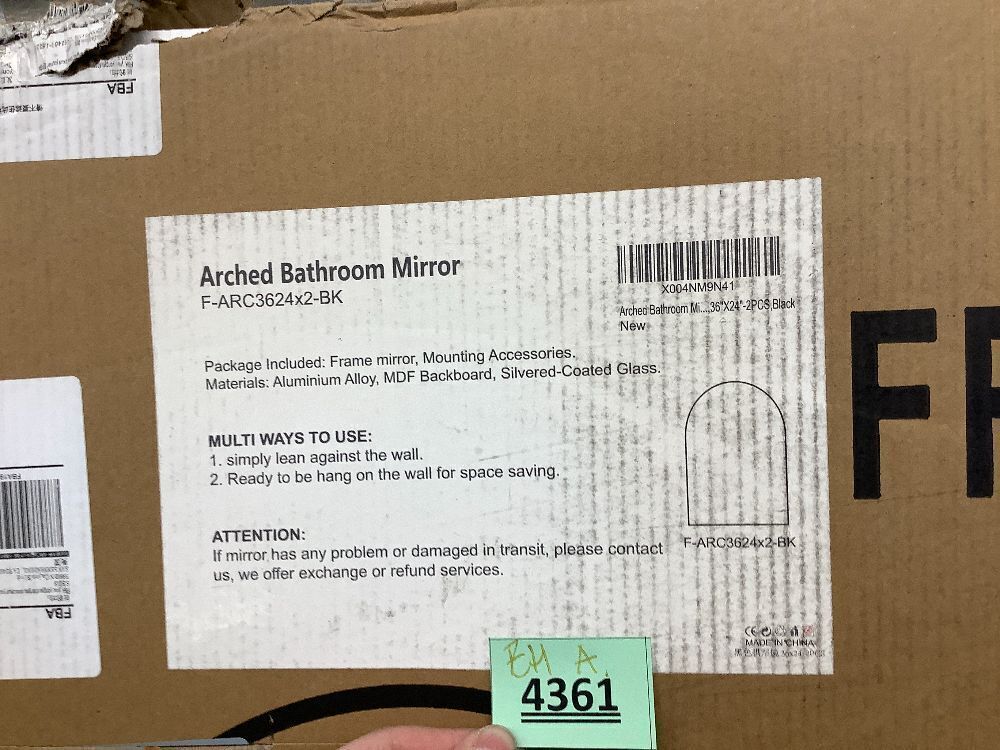 FBA
Arched Bathroom Mirror
F-ARC3624x2-BK
X004NM9N41
Arched Bathroom Mi...,36"X24"-2PCS,Black
New
Package Included: Frame mirror, Mounting Accessories.
Materials: Aluminium Alloy, MDF Backboard, Silvered-Coated Glass.
MULTI WAYS TO USE:
1. simply lean against the wall.
2. Ready to be hang on the wall for space saving.
ATTENTION:
If mirror has any problem or damaged in transit, please contact
us, we offer exchange or refund services.
F-ARC3624x2-BK
CE
MADE IN CHINA
FBA
F
EH A
4361